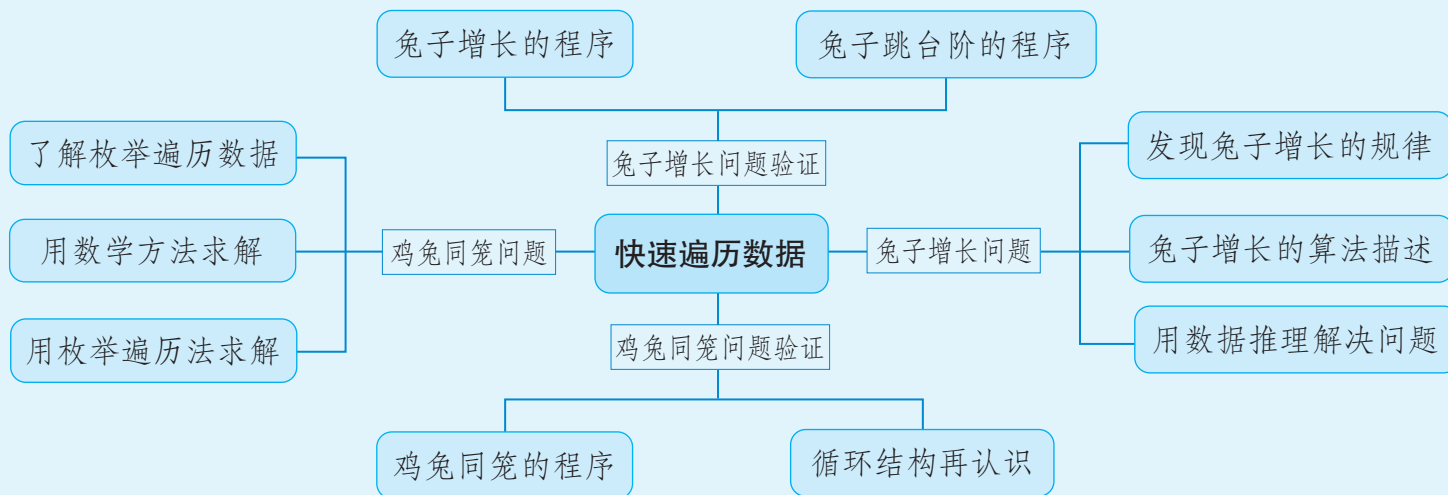 兔子增长的程序
兔子跳台阶的程序
了解枚举遍历数据
兔子增长问题验证
发现兔子增长的规律
用数学方法求解
鸡兔同笼问题
快速遍历数据
兔子增长问题
兔子增长的算法描述
用枚举遍历法求解
鸡兔同笼问题验证
用数据推理解决问题
鸡兔同笼的程序
循环结构再认识